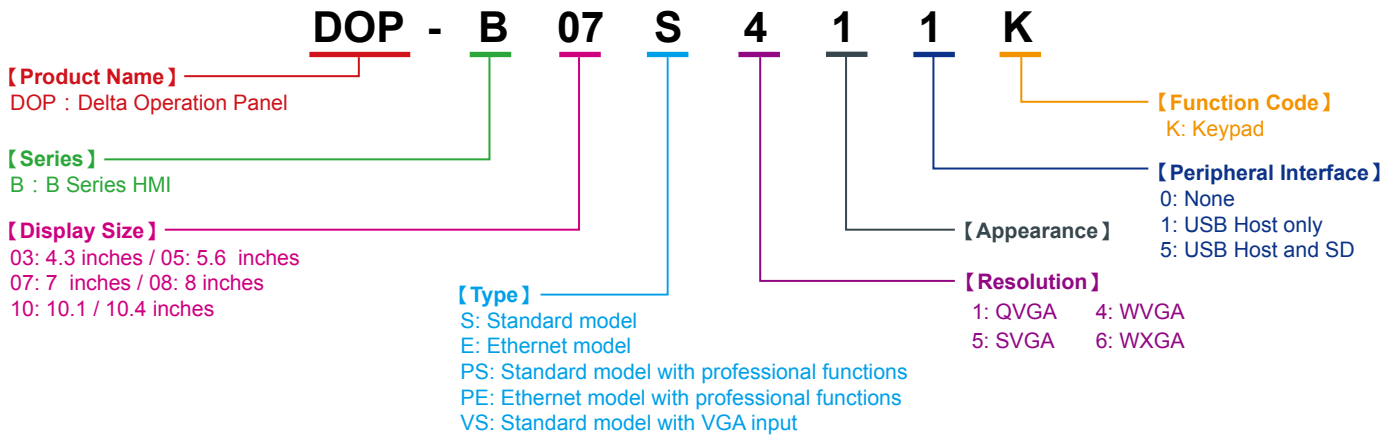 DOP - B 07 S 4 1 1 K
【Product Name】
DOP : Delta Operation Panel
【Series】
B : B Series HMI
【Display Size】
03: 4.3 inches / 05: 5.6 inches
07: 7 inches / 08: 8 inches
10: 10.1 / 10.4 inches
【Type】
S: Standard model
E: Ethernet model
PS: Standard model with professional functions
PE: Ethernet model with professional functions
VS: Standard model with VGA input
【Resolution】
1: QVGA 4: WVGA
5: SVGA 6: WXGA
【Appearance】
【Peripheral Interface】
0: None
1: USB Host only
5: USB Host and SD
【Function Code】
K: Keypad